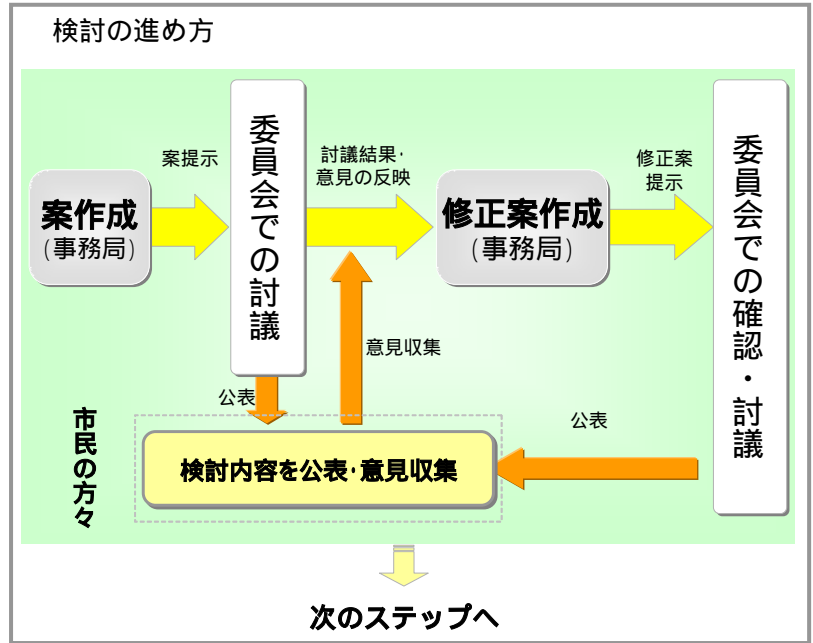 検討の進め方
案作成
(事務局)
案提示
委員会での討議
討議結果・
意見の反映
修正案作成
(事務局)
修正案
提示
委員会での確認・討議
意見収集
公表
公表
市民の方々
検討内容を公表・意見収集
次のステップへ